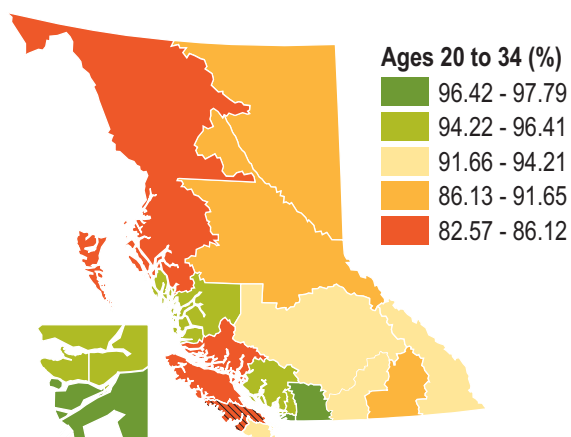 Ages 20 to 34 (%)
96.42 - 97.79
94.22 - 96.41
91.66 - 94.21
86.13 - 91.65
82.57 - 86.12